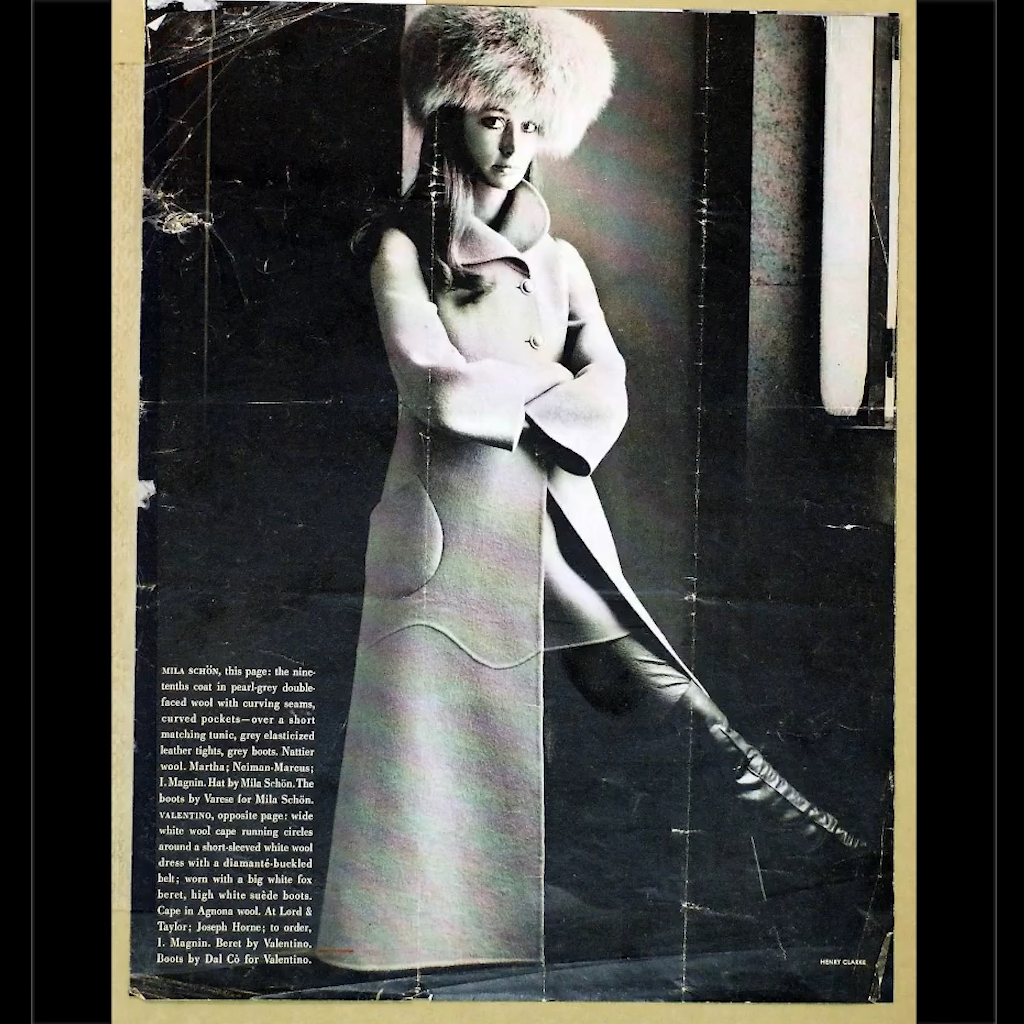 MILA SCHÖN, this page: the nine-
tenths coat in pearl-grey double-
faced wool with curving seams,
curved pockets—over a short
matching tunic, grey elasticized
leather tights, grey boots. Nattier
wool. Martha; Neiman-Marcus;
I. Magnin. Hat by Mila Schön. The
boots by Varese for Mila Schön.
VALENTINO, opposite page: wide
white wool cape running circles
around a short-sleeved white wool
dress with a diamanté-buckled
belt; worn with a big white fox
beret, high white suède boots.
Cape in Agnona wool. At Lord &
Taylor; Joseph Horne; to order,
I. Magnin. Beret by Valentino.
Boots by Dal Cò for Valentino.
HENRY CLARKE